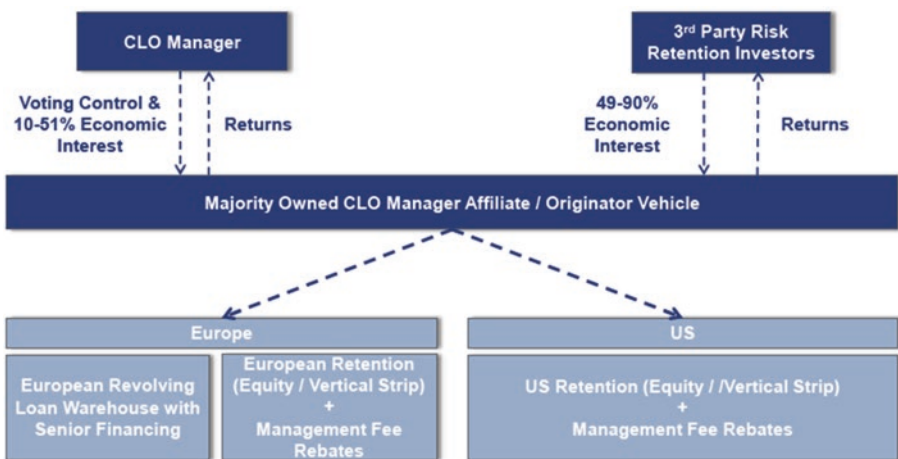 CLO Manager
3rd Party Risk
Retention Investors
Voting Control &
10-51% Economic
Interest
Returns
49-90%
Economic
Interest
Returns
Majority Owned CLO Manager Affiliate / Originator Vehicle
Europe
US
European Revolving
Loan Warehouse with
Senior Financing
European Retention
(Equity / Vertical Strip)
+
Management Fee
Rebates
US Retention (Equity / /Vertical Strip)
+
Management Fee Rebates